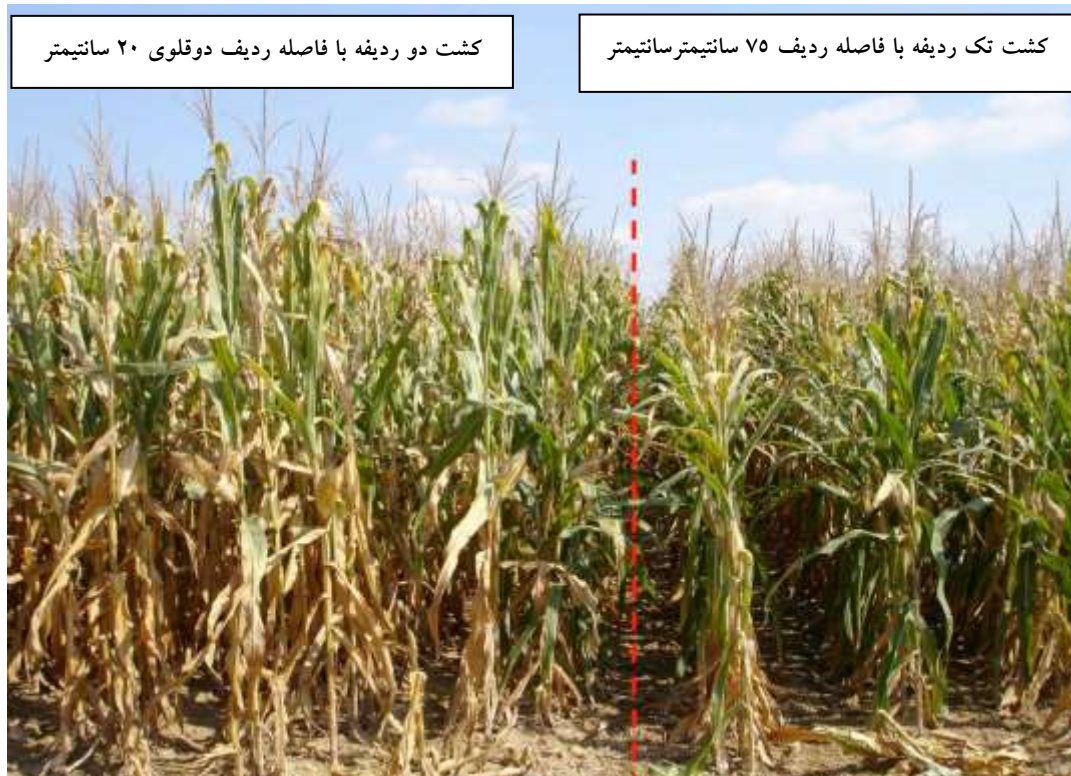 کشت تک ردیفه با فاصله ردیف ۷۵ سانتیمترسانتیمتر
کشت دو ردیفه با فاصله ردیف دوقلوی ۲۰ سانتیمتر